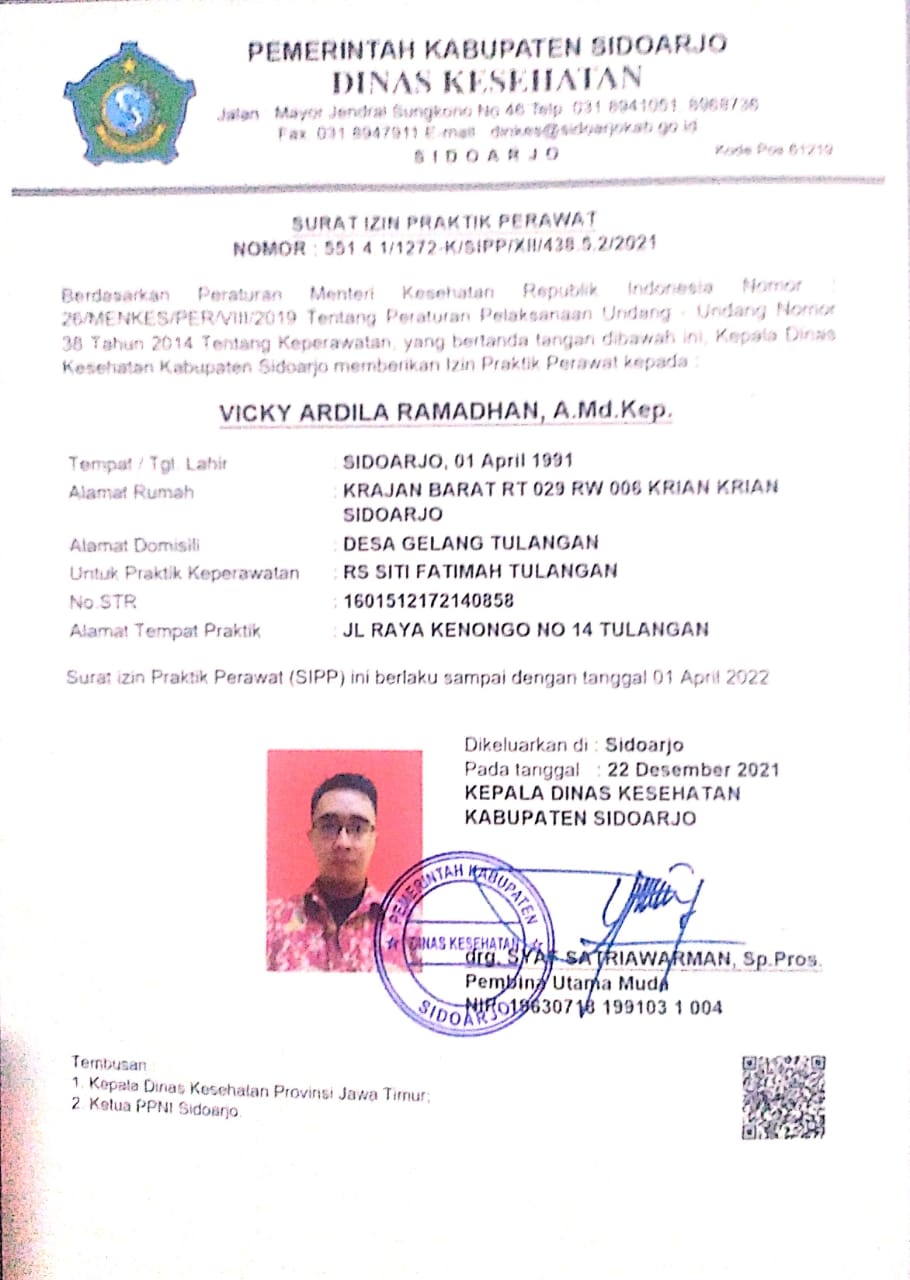 PEMERINTAH KABUPATEN SIDOARJO
DINAS KESEHATAN
Jalan Mayor Jendral Sungkono No 46 Telp. 031 8941051 8968736
Fax. 031 8947911 E-mail dinkes@sidoarjokab.go.id
SIDOARJO
Kode Pos 61219
SURAT IZIN PRAKTIK PERAWAT
NOMOR : 551.4.1/1272-K/SIPP/XII/438.5.2/2021
Berdasarkan Peraturan Menteri Kesehatan Republik Indonesia Nomor :
26/MENKES/PER/VIII/2019 Tentang Peraturan Pelaksanaan Undang - Undang Nomor
38 Tahun 2014 Tentang Keperawatan, yang bertanda tangan dibawah ini, Kepala Dinas
Kesehatan Kabupaten Sidoarjo memberikan Izin Praktik Perawat kepada :
VICKY ARDILA RAMADHAN, A.Md.Kep.
Tempat / Tgl. Lahir : SIDOARJO, 01 April 1991
Alamat Rumah : KRAJAN BARAT RT 029 RW 006 KRIAN KRIAN
SIDOARJO
Alamat Domisili : DESA GELANG TULANGAN
Untuk Praktik Keperawatan : RS SITI FATIMAH TULANGAN
No.STR : 1601512172140858
Alamat Tempat Praktik : JL RAYA KENONGO NO 14 TULANGAN
Surat izin Praktik Perawat (SIPP) ini berlaku sampai dengan tanggal 01 April 2022
Dikeluarkan di : Sidoarjo
Pada tanggal : 22 Desember 2021
KEPALA DINAS KESEHATAN
KABUPATEN SIDOARJO
PEMERINTAH KABUPATEN
DINAS KESEHATAN
SIDOARJO
drg. SYAF SATRIAWARMAN, Sp.Pros.
Pembina Utama Muda
NIP. 19630718 199103 1 004
Tembusan :
1. Kepala Dinas Kesehatan Provinsi Jawa Timur;
2. Ketua PPNI Sidoarjo.